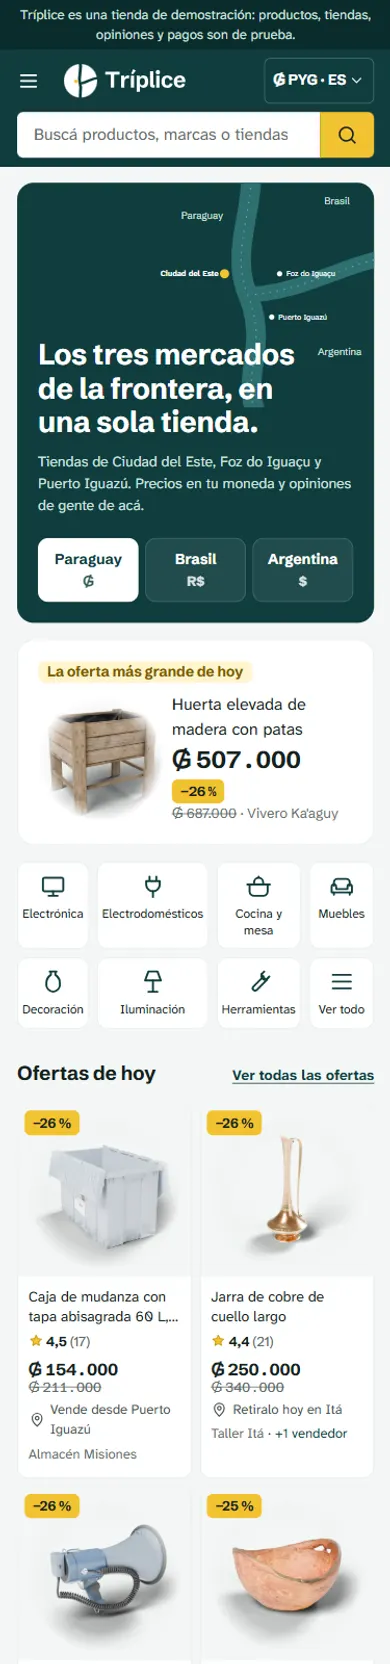 Tríplice es una tienda de demostración: productos, tiendas,
opiniones y pagos son de prueba.
Tríplice
₲ PYG · ES
Buscá productos, marcas o tiendas
Brasil
Paraguay
Ciudad del Este
Foz do Iguaçu
Puerto Iguazú
Argentina
Los tres mercados
de la frontera, en
una sola tienda.
Tiendas de Ciudad del Este, Foz do Iguaçu y
Puerto Iguazú. Precios en tu moneda y opiniones
de gente de acá.
Paraguay
₲
Brasil
R$
Argentina
$
La oferta más grande de hoy
Huerta elevada de
madera con patas
₲ 507.000
−26 %
₲ 687.000 · Vivero Ka'aguy
Electrónica
Electrodomésticos
Cocina y
mesa
Muebles
Decoración
Iluminación
Herramientas
Ver todo
Ofertas de hoy
Ver todas las ofertas
−26 %
Caja de mudanza con
tapa abisagrada 60 L,…
4,5 (17)
₲ 154.000
₲ 211.000
Vende desde Puerto
Iguazú
Almacén Misiones
−26 %
Jarra de cobre de
cuello largo
4,4 (21)
₲ 250.000
₲ 340.000
Retiralo hoy en Itá
Taller Itá · +1 vendedor
−26 %
−25 %